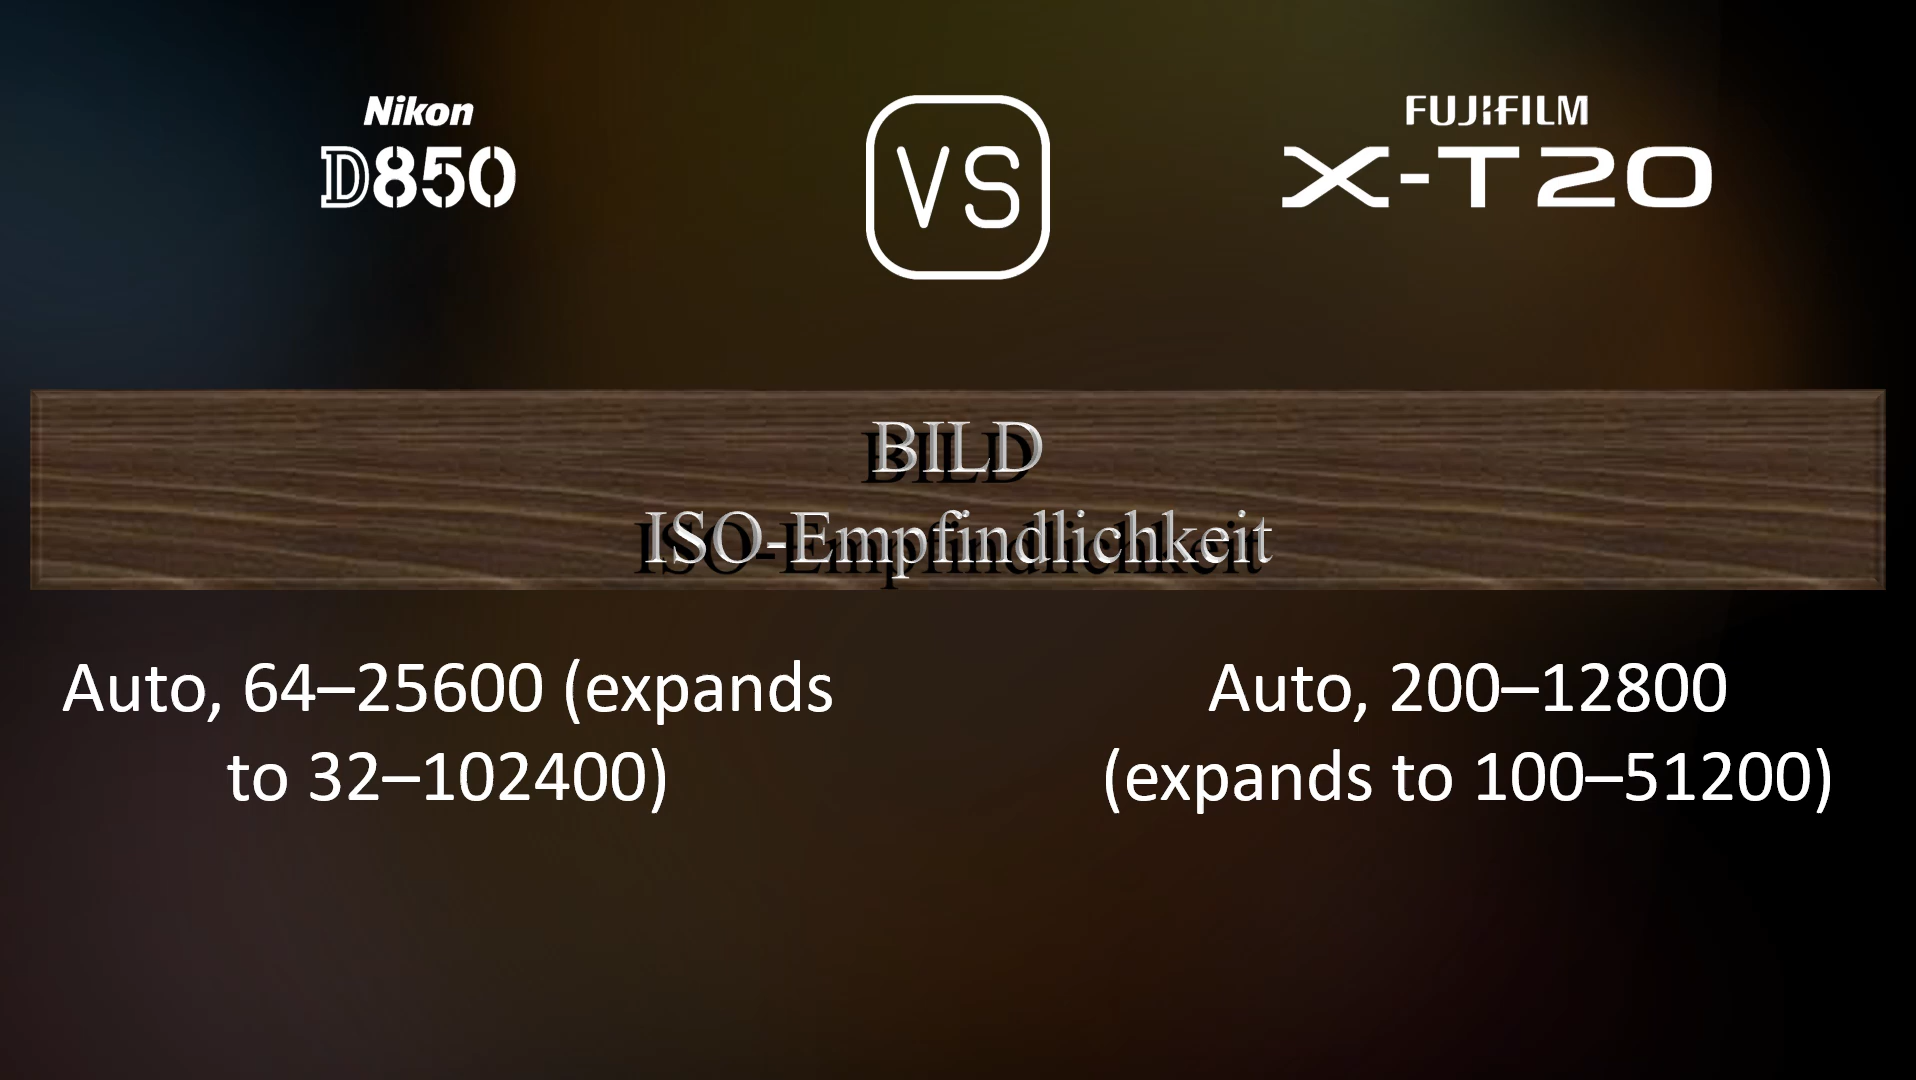 Nikon
D850
VS
FUJIFILM
X-T20
BILD
ISO-Empfindlichkeit
Auto, 64–25600 (expands
to 32–102400)
Auto, 200–12800
(expands to 100–51200)